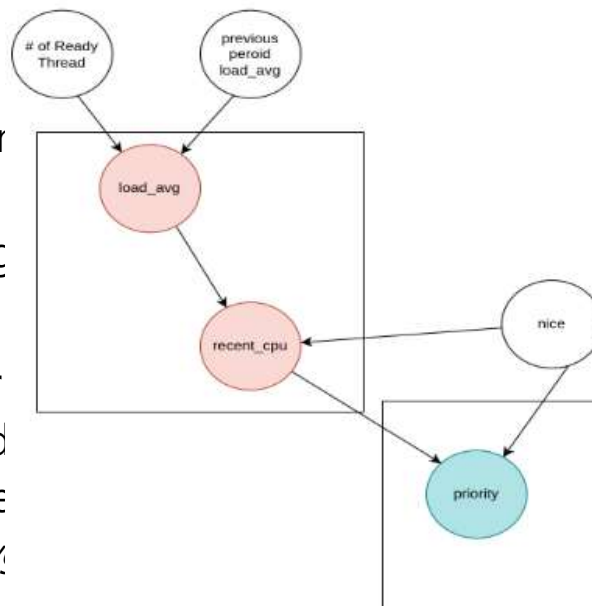 # of Ready
Thread
previous
peroid
load_avg
load_avg
recent_cpu
nice
priority